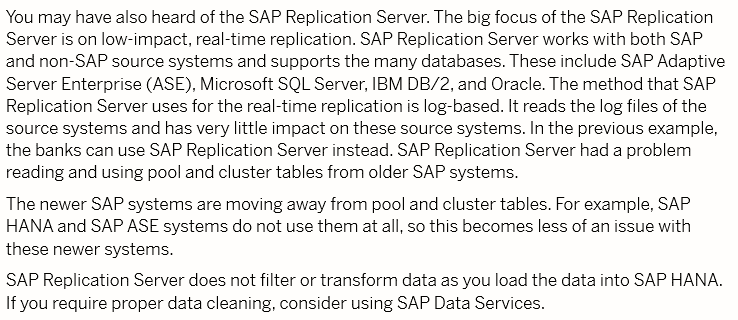 You may have also heard of the SAP Replication Server. The big focus of the SAP Replication
Server is on low-impact, real-time replication. SAP Replication Server works with both SAP
and non-SAP source systems and supports the many databases. These include SAP Adaptive
Server Enterprise (ASE), Microsoft SQL Server, IBM DB/2, and Oracle. The method that SAP
Replication Server uses for the real-time replication is log-based. It reads the log files of the
source systems and has very little impact on these source systems. In the previous example,
the banks can use SAP Replication Server instead. SAP Replication Server had a problem
reading and using pool and cluster tables from older SAP systems.
The newer SAP systems are moving away from pool and cluster tables. For example, SAP
HANA and SAP ASE systems do not use them at all, so this becomes less of an issue with
these newer systems.
SAP Replication Server does not filter or transform data as you load the data into SAP HANA.
If you require proper data cleaning, consider using SAP Data Services.